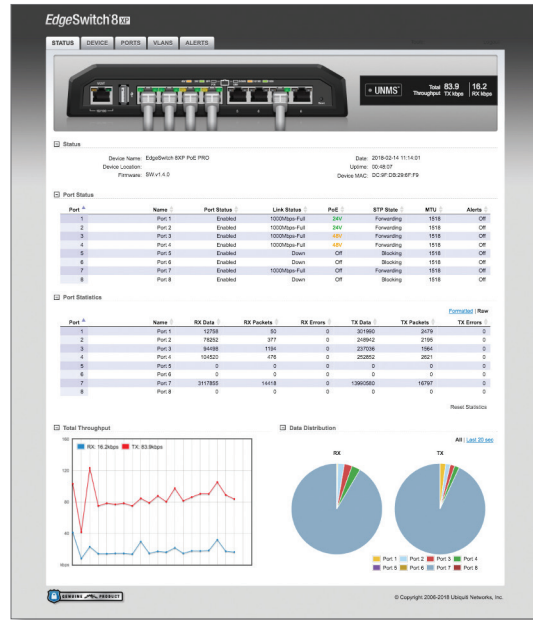 EdgeSwitch 8XP
STATUS DEVICE PORTS VLANS ALERTS
UNMS Total Throughput 83.9 TX kbps 16.2 RX kbps
Status
Device Name: EdgeSwitch 8XP PoE PRO Date: 2018-02-14 11:14:01
Device Location: Uptime: 00:48:07
Firmware: SW.v1.4.0 Device MAC: DC:9F:DB:29:6F:F9
Port Status
Port Name Port Status Link Status PoE STP State MTU Alerts
1 Port 1 Enabled 1000Mbps-Full 24V Forwarding 1518 Off
2 Port 2 Enabled 1000Mbps-Full 24V Forwarding 1518 Off
3 Port 3 Enabled 1000Mbps-Full 48V Forwarding 1518 Off
4 Port 4 Enabled 1000Mbps-Full 48V Forwarding 1518 Off
5 Port 5 Enabled Down Off Blocking 1518 Off
6 Port 6 Enabled Down Off Blocking 1518 Off
7 Port 7 Enabled 1000Mbps-Full Off Forwarding 1518 Off
8 Port 8 Enabled Down Off Blocking 1518 Off
Port Statistics
Formatted | Raw
Port Name RX Data RX Packets RX Errors TX Data TX Packets TX Errors
1 Port 1 12758 50 0 301990 2479 0
2 Port 2 78252 377 0 248942 2195 0
3 Port 3 94498 1194 0 237036 1564 0
4 Port 4 104520 476 0 252852 2621 0
5 Port 5 0 0 0 0 0 0
6 Port 6 0 0 0 0 0 0
7 Port 7 3117855 14418 0 13990580 16797 0
8 Port 8 0 0 0 0 0 0
Reset Statistics
Total Throughput
Data Distribution
All | Last 20 sec
160
RX: 16.2kbps TX: 83.9kbps
120
80
40
kbps
RX TX
Port 1 Port 2 Port 3 Port 4
Port 5 Port 6 Port 7 Port 8
GENUINE PRODUCT
© Copyright 2006-2018 Ubiquiti Networks, Inc.